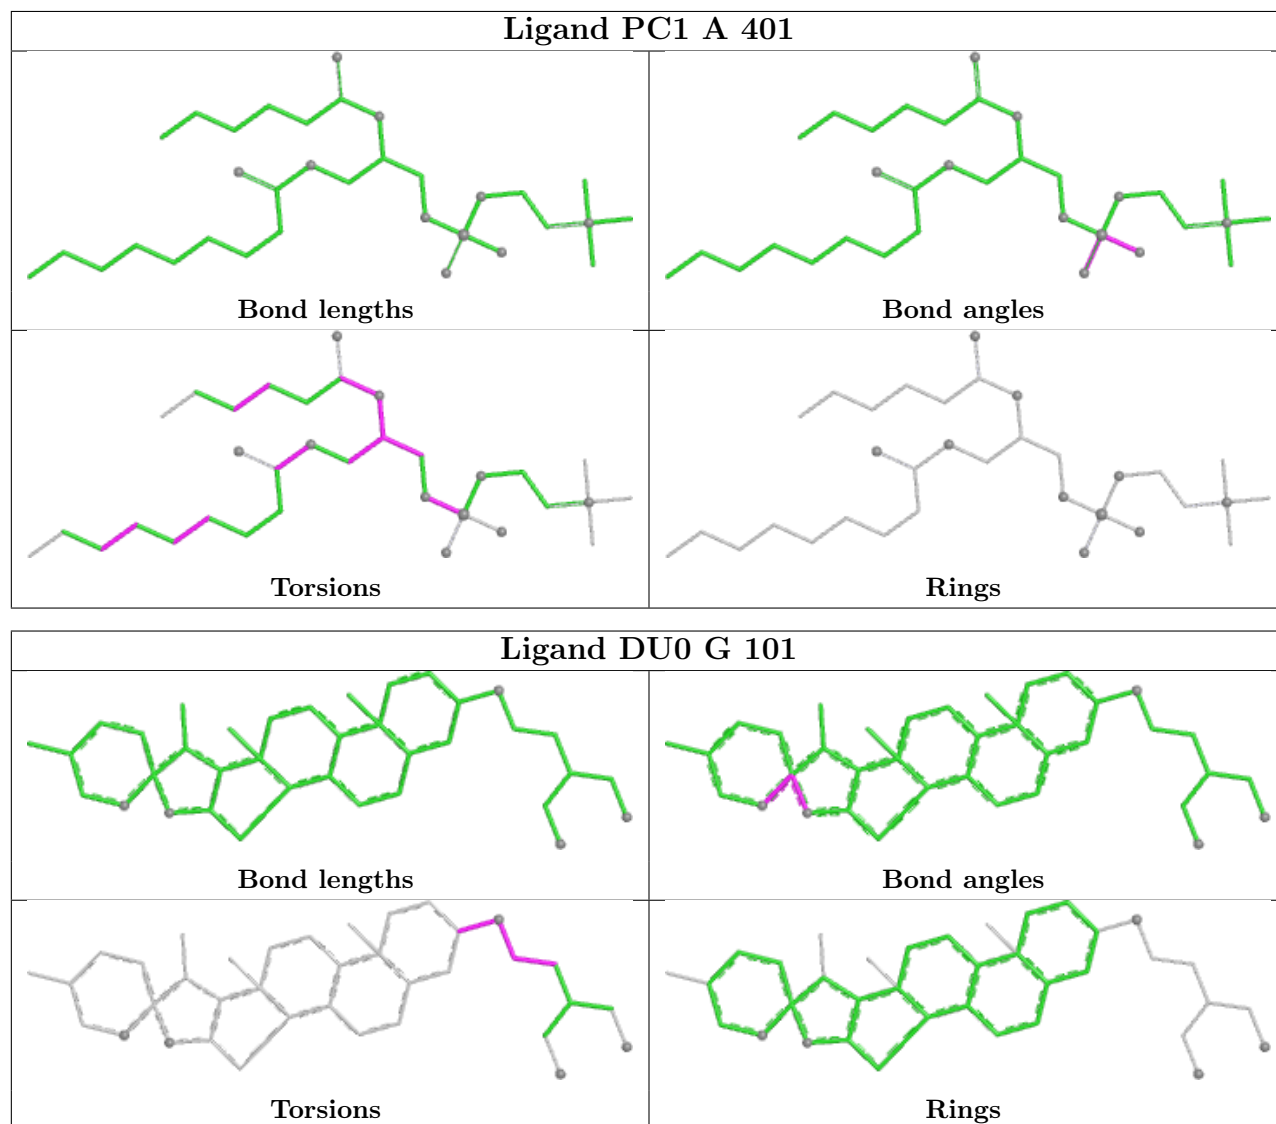 Ligand PC1 A 401
Bond lengths
Bond angles
Torsions
Rings
Ligand DU0 G 101
Bond lengths
Bond angles
Torsions
Rings